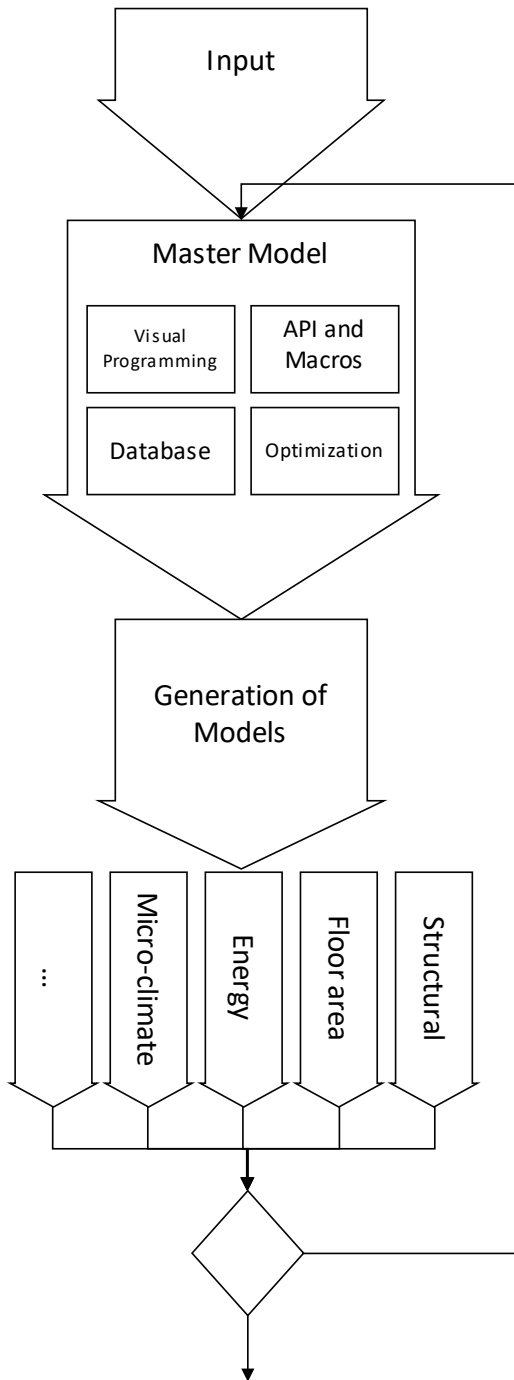 Input
Master Model
Visual
Programming
API and
Macros
Database
Optimization
Generation of
Models
...
Micro-climate
Energy
Floor area
Structural